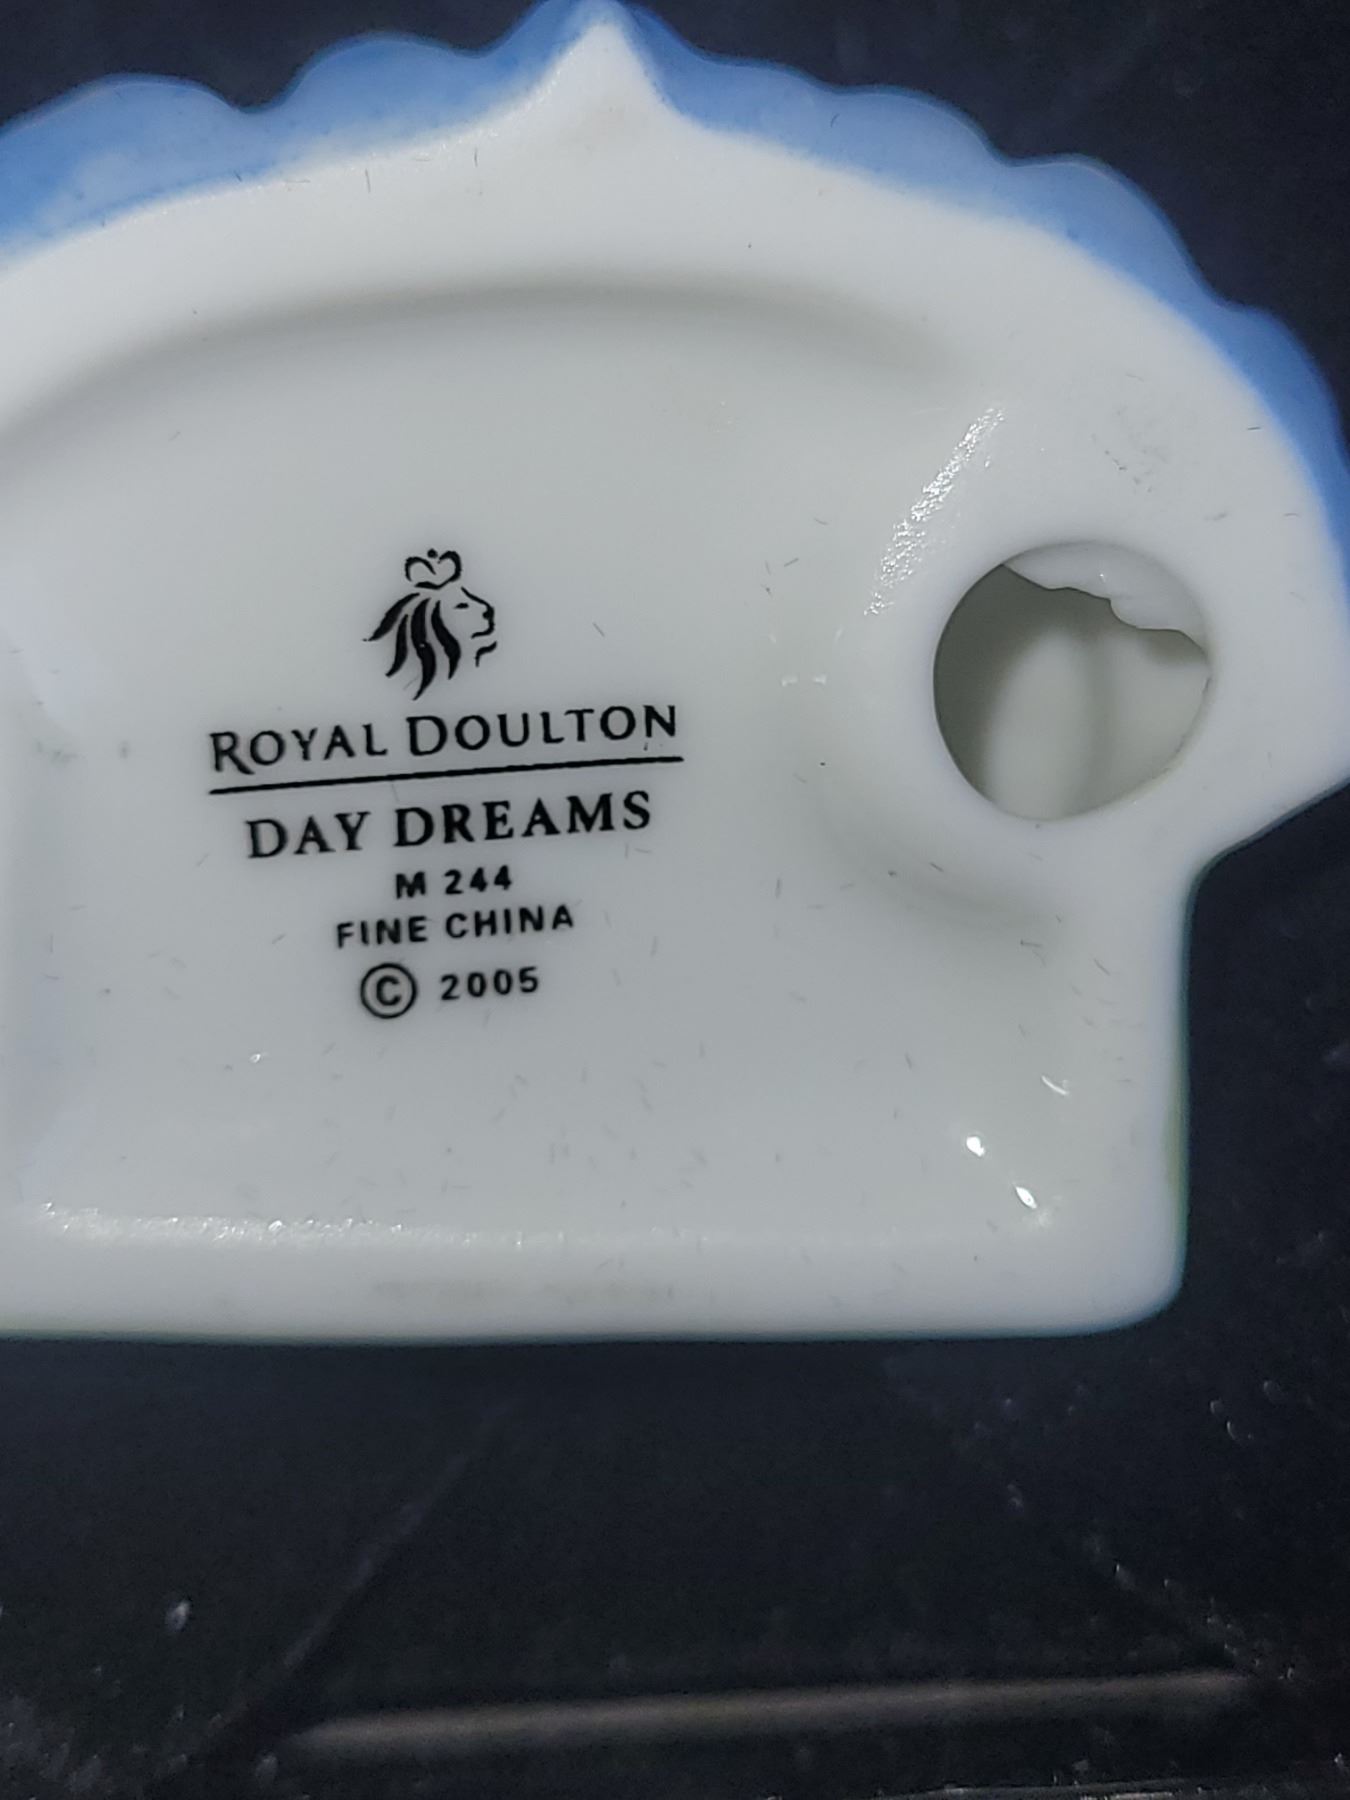 ROYAL DOULTON
DAY DREAMS
M 244
FINE CHINA
© 2005